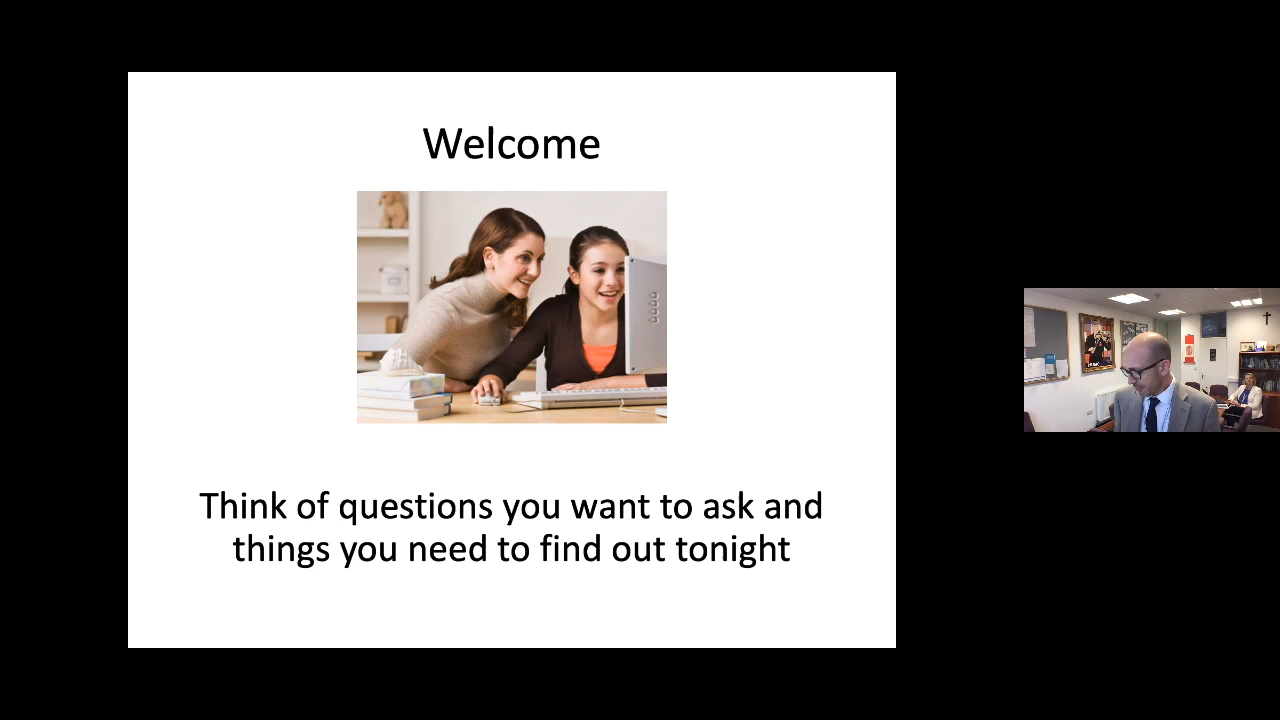 Welcome
Think of questions you want to ask and
things you need to find out tonight